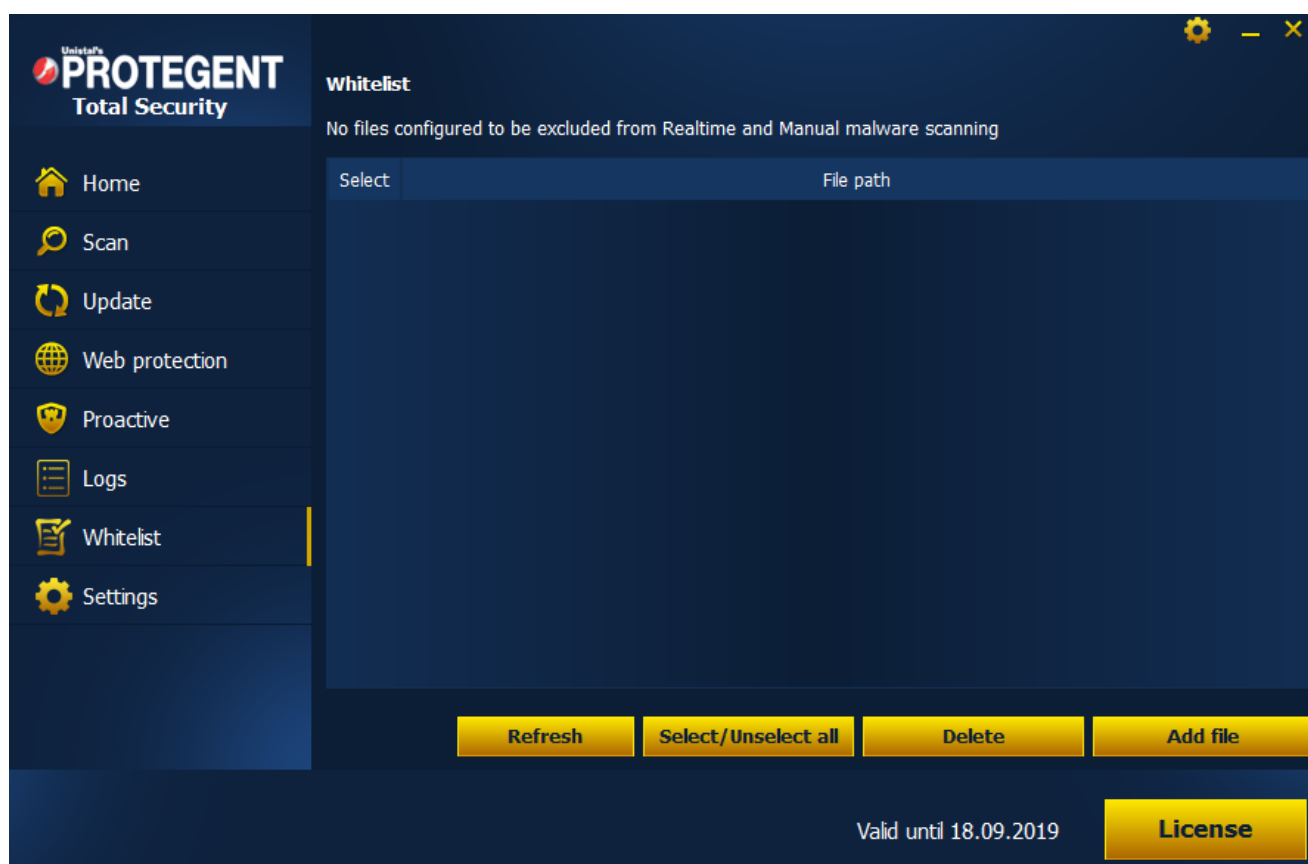 Unistal's
PROTEGENT
Total Security
Home
Scan
Update
Web protection
Proactive
Logs
Whitelist
Settings
Whitelist
No files configured to be excluded from Realtime and Manual malware scanning
Select File path
Refresh Select/Unselect all Delete Add file
Valid until 18.09.2019 License